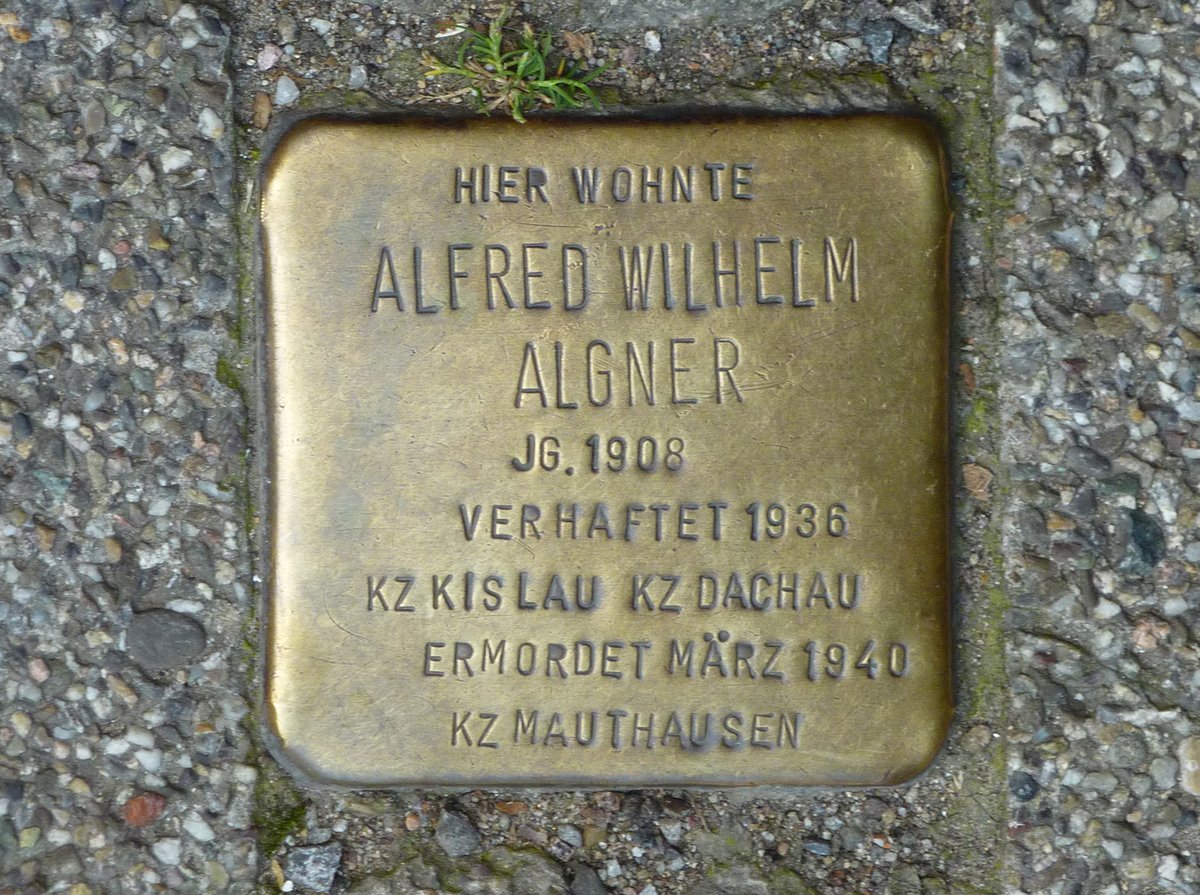 HIER WOHNTE
ALFRED WILHELM
ALGNER
JG. 1908
VERHAFTET 1936
KZ KISLAU KZ DACHAU
ERMORDET MÄRZ 1940
KZ MAUTHAUSEN